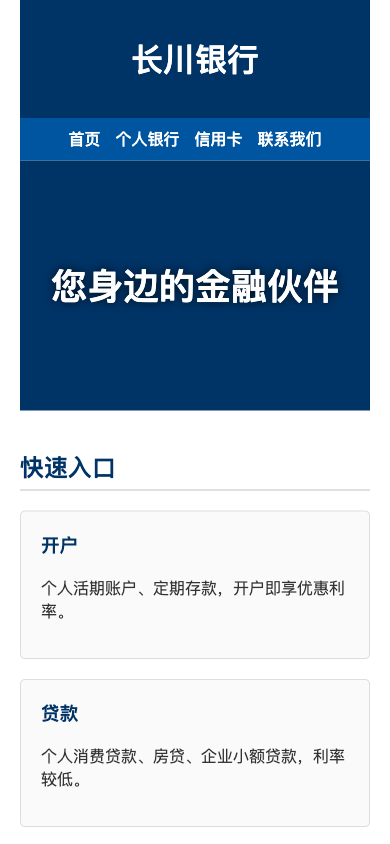 长川银行
首页 个人银行 信用卡 联系我们
您身边的金融伙伴
快速入口
开户
个人活期账户、定期存款，开户即享优惠利
率。
贷款
个人消费贷款、房贷、企业小额贷款，利率
较低。